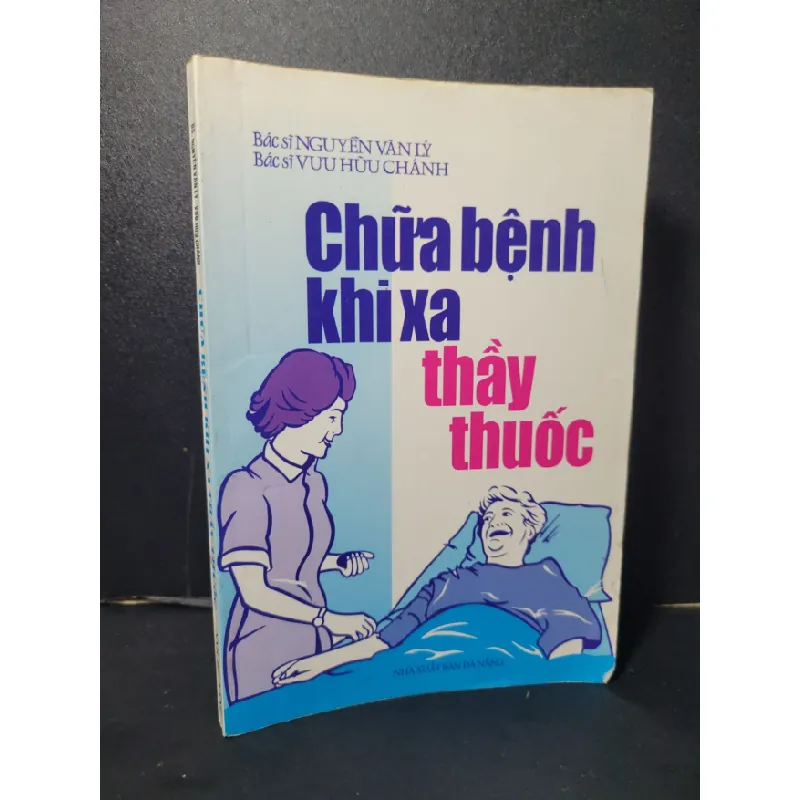 Bác sĩ NGUYỄN VĂN LÝ
Bác sĩ VƯU HỮU CHÁNH
Chữa bệnh
khi xa
thầy
thuốc
NHÀ XUẤT BẢN ĐÀ NẴNG